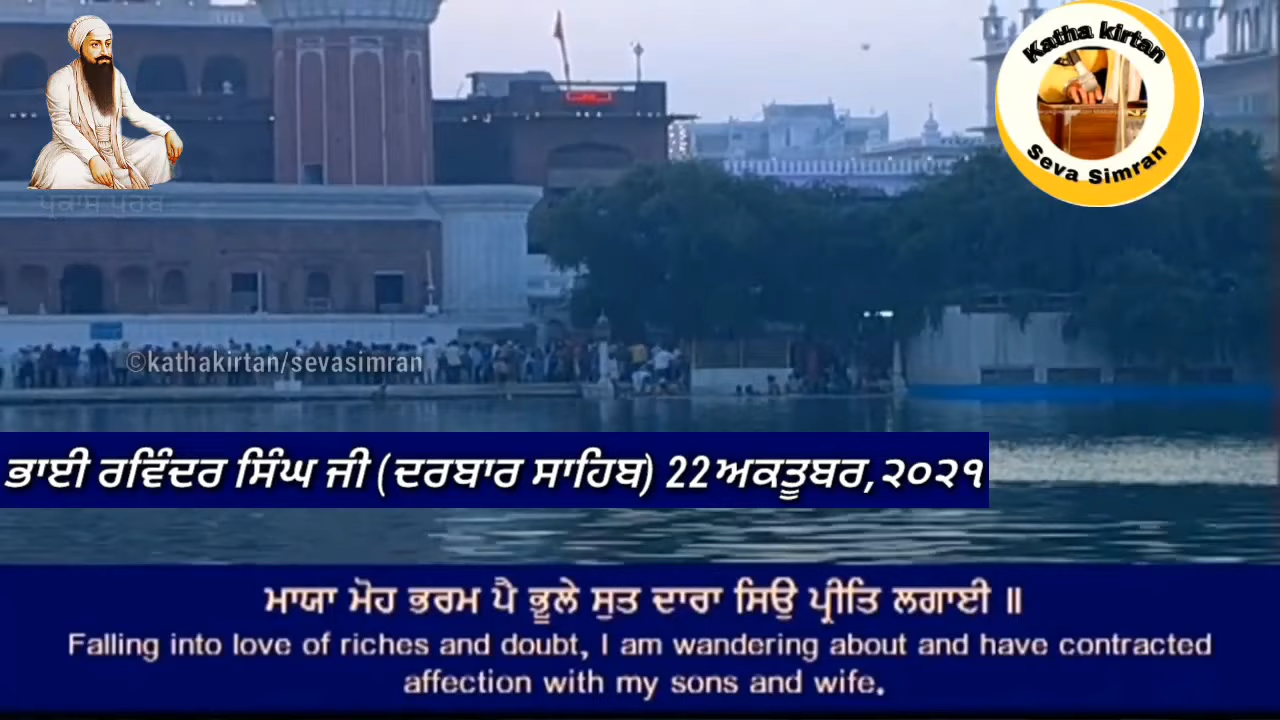 Katha kirtan
Seva Simran
ਪ੍ਰਕਾਸ਼ ਪੁਰਬ
©kathakirtan/sevasimran
ਭਾਈ ਰਵਿੰਦਰ ਸਿੰਘ ਜੀ (ਦਰਬਾਰ ਸਾਹਿਬ) 22ਅਕਤੂਬਰ,੨੦੨੧
ਮਾਯਾ ਮੋਹ ਭਰਮ ਪੈ ਭੂਲੇ ਸੁਤ ਦਾਰਾ ਸਿਉ ਪ੍ਰੀਤਿ ਲਗਾਈ ॥
Falling into love of riches and doubt, I am wandering about and have contracted
affection with my sons and wife.